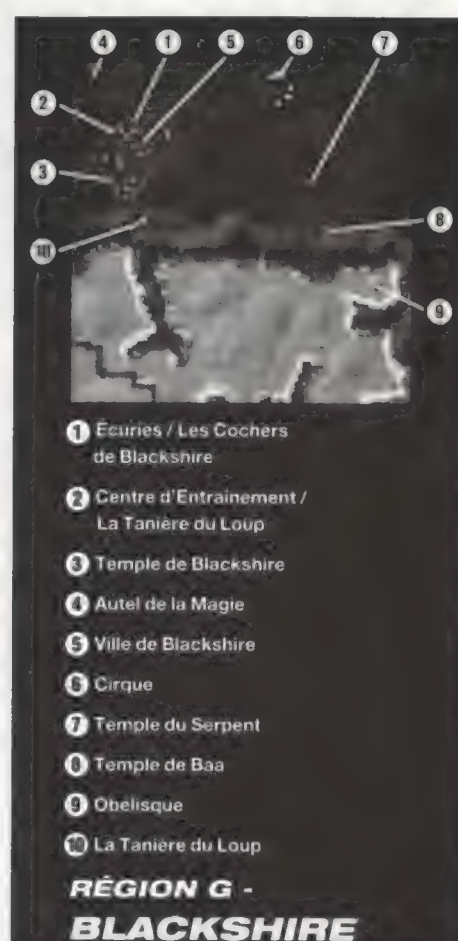 4 1 5 6 7
2
3
8
10
9
1 Écuries / Les Cochers
de Blackshire
2 Centre d'Entrainement /
La Tanière du Loup
3 Temple de Blackshire
4 Autel de la Magie
5 Ville de Blackshire
6 Cirque
7 Temple du Serpent
8 Temple de Baa
9 Obélisque
10 La Tanière du Loup
RÉGION G -
BLACKSHIRE